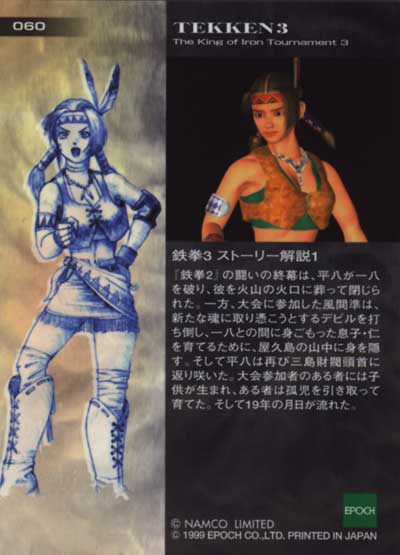 060
TEKKEN 3
The King of Iron Tournament 3
鉄拳3 ストーリー解説1
『鉄拳2』の闘いの終幕は、平八が一八
を破り、彼を火山の火口に葬って閉じら
れた。一方、大会に参加した風間準は、
新たな魂に取り憑こうとするデビルを打
ち倒し、一八との間に身ごもった息子・仁
を育てるために、屋久島の山中に身を隠
す。そして平八は再び三島財閥頭首に
返り咲いた。大会参加者のある者には子
供が生まれ、ある者は孤児を引き取って
育てた。そして19年の月日が流れた。
EPOCH
© NAMCO LIMITED
© 1999 EPOCH CO.,LTD. PRINTED IN JAPAN